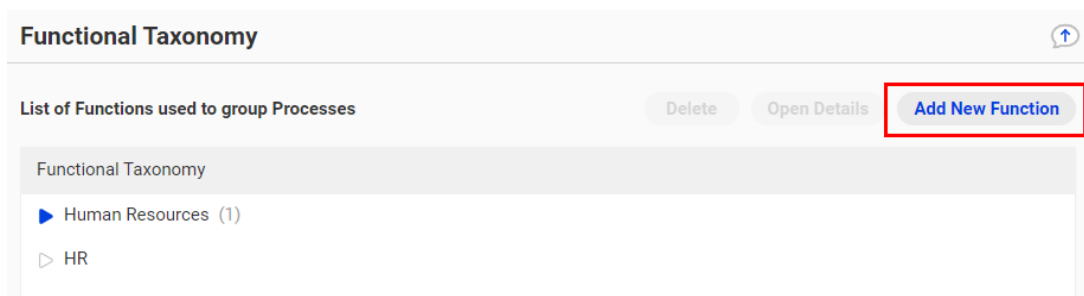 Functional Taxonomy
List of Functions used to group Processes
Delete
Open Details
Add New Function
Functional Taxonomy
Human Resources (1)
HR